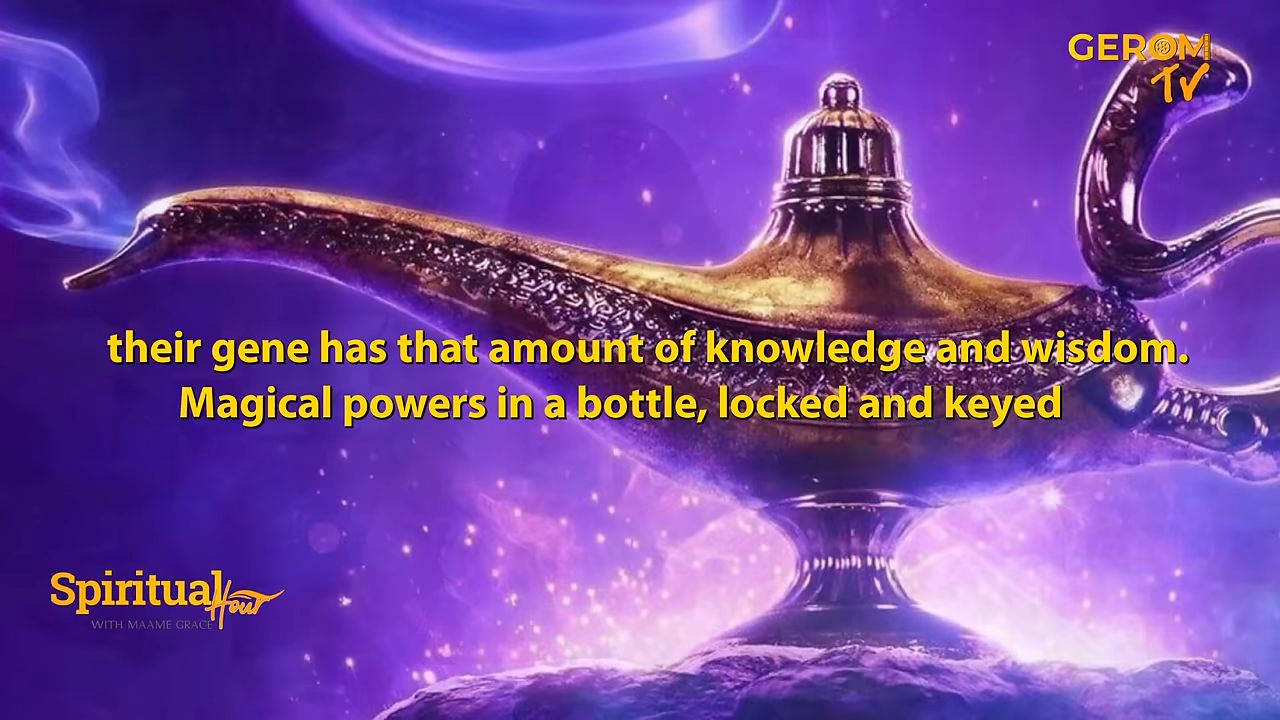 GEROM
TV
their gene has that amount of knowledge and wisdom.
Magical powers in a bottle, locked and keyed
Spiritual
Hour
WITH MAAME GRACE